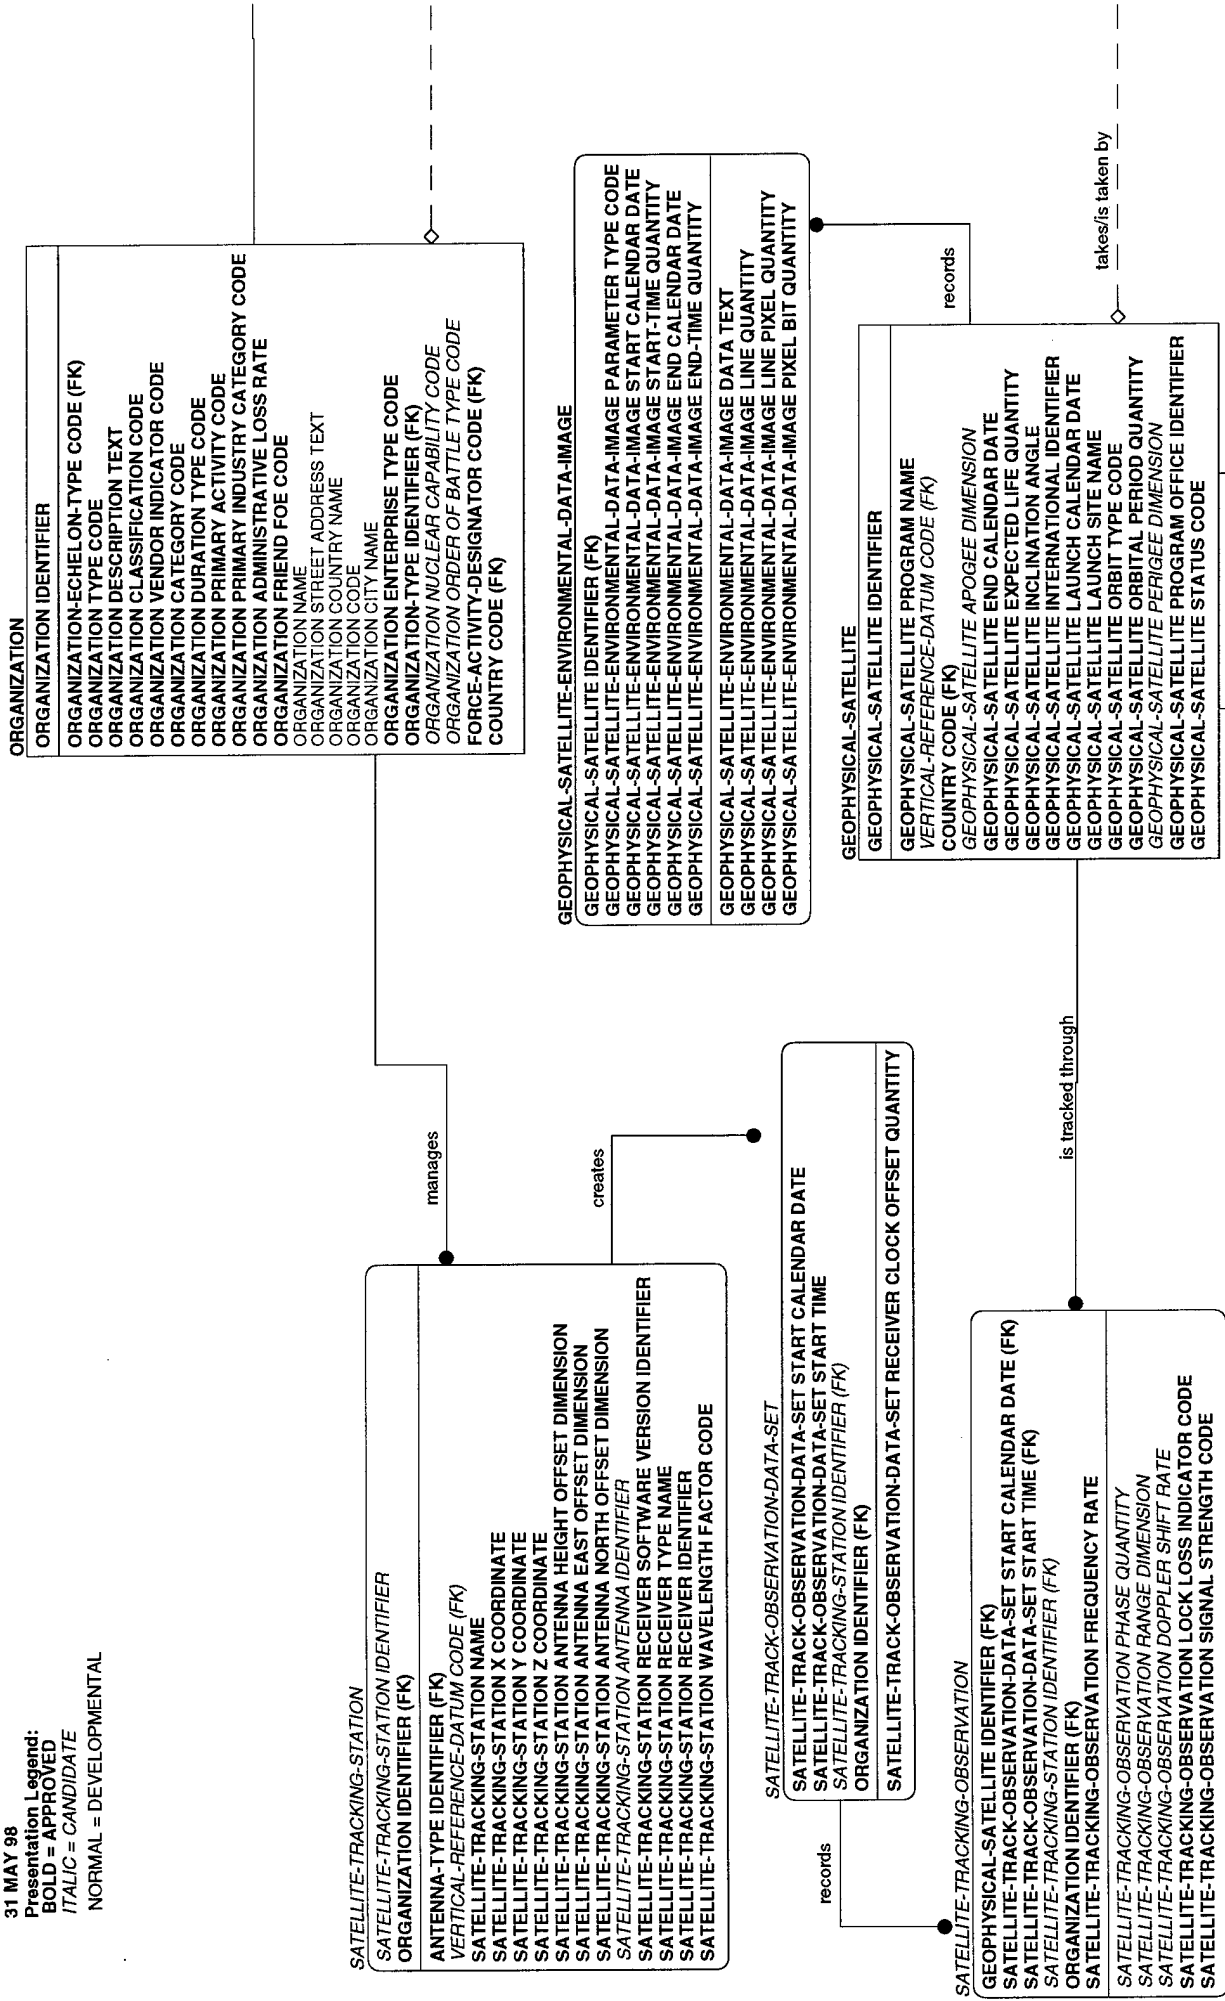 31 MAY 98
Presentation Legend:
BOLD = APPROVED
ITALIC = CANDIDATE
NORMAL = DEVELOPMENTAL
SATELLITE-TRACKING-STATION
SATELLITE-TRACKING-STATION IDENTIFIER
ORGANIZATION IDENTIFIER (FK)
ANTENNA-TYPE IDENTIFIER (FK)
VERTICAL-REFERENCE-DATUM CODE (FK)
SATELLITE-TRACKING-STATION NAME
SATELLITE-TRACKING-STATION X COORDINATE
SATELLITE-TRACKING-STATION Y COORDINATE
SATELLITE-TRACKING-STATION Z COORDINATE
SATELLITE-TRACKING-STATION ANTENNA HEIGHT OFFSET DIMENSION
SATELLITE-TRACKING-STATION ANTENNA EAST OFFSET DIMENSION
SATELLITE-TRACKING-STATION ANTENNA NORTH OFFSET DIMENSION
SATELLITE-TRACKING-STATION ANTENNA IDENTIFIER
SATELLITE-TRACKING-STATION RECEIVER SOFTWARE VERSION IDENTIFIER
SATELLITE-TRACKING-STATION RECEIVER TYPE NAME
SATELLITE-TRACKING-STATION RECEIVER IDENTIFIER
SATELLITE-TRACKING-STATION WAVELENGTH FACTOR CODE
manages
creates
ORGANIZATION
ORGANIZATION IDENTIFIER
ORGANIZATION-ECHELON-TYPE CODE (FK)
ORGANIZATION TYPE CODE
ORGANIZATION DESCRIPTION TEXT
ORGANIZATION CLASSIFICATION CODE
ORGANIZATION VENDOR INDICATOR CODE
ORGANIZATION CATEGORY CODE
ORGANIZATION DURATION TYPE CODE
ORGANIZATION PRIMARY ACTIVITY CODE
ORGANIZATION PRIMARY INDUSTRY CATEGORY CODE
ORGANIZATION ADMINISTRATIVE LOSS RATE
ORGANIZATION FRIEND FOE CODE
ORGANIZATION NAME
ORGANIZATION STREET ADDRESS TEXT
ORGANIZATION COUNTRY NAME
ORGANIZATION CODE
ORGANIZATION CITY NAME
ORGANIZATION ENTERPRISE TYPE CODE
ORGANIZATION-TYPE IDENTIFIER (FK)
ORGANIZATION NUCLEAR CAPABILITY CODE
ORGANIZATION ORDER OF BATTLE TYPE CODE
FORCE-ACTIVITY-DESIGNATOR CODE (FK)
COUNTRY CODE (FK)
GEOPHYSICAL-SATELLITE-ENVIRONMENTAL-DATA-IMAGE
GEOPHYSICAL-SATELLITE IDENTIFIER (FK)
GEOPHYSICAL-SATELLITE-ENVIRONMENTAL-DATA-IMAGE PARAMETER TYPE CODE
GEOPHYSICAL-SATELLITE-ENVIRONMENTAL-DATA-IMAGE START CALENDAR DATE
GEOPHYSICAL-SATELLITE-ENVIRONMENTAL-DATA-IMAGE START-TIME QUANTITY
GEOPHYSICAL-SATELLITE-ENVIRONMENTAL-DATA-IMAGE END CALENDAR DATE
GEOPHYSICAL-SATELLITE-ENVIRONMENTAL-DATA-IMAGE END-TIME QUANTITY
GEOPHYSICAL-SATELLITE-ENVIRONMENTAL-DATA-IMAGE DATA TEXT
GEOPHYSICAL-SATELLITE-ENVIRONMENTAL-DATA-IMAGE LINE QUANTITY
GEOPHYSICAL-SATELLITE-ENVIRONMENTAL-DATA-IMAGE LINE PIXEL QUANTITY
GEOPHYSICAL-SATELLITE-ENVIRONMENTAL-DATA-IMAGE PIXEL BIT QUANTITY
SATELLITE-TRACK-OBSERVATION-DATA-SET
SATELLITE-TRACK-OBSERVATION-DATA-SET START CALENDAR DATE
SATELLITE-TRACK-OBSERVATION-DATA-SET START TIME
SATELLITE-TRACKING-STATION IDENTIFIER (FK)
ORGANIZATION IDENTIFIER (FK)
SATELLITE-TRACK-OBSERVATION-DATA-SET RECEIVER CLOCK OFFSET QUANTITY
records
records
GEOPHYSICAL-SATELLITE
GEOPHYSICAL-SATELLITE IDENTIFIER
GEOPHYSICAL-SATELLITE PROGRAM NAME
VERTICAL-REFERENCE-DATUM CODE (FK)
COUNTRY CODE (FK)
GEOPHYSICAL-SATELLITE APOGEE DIMENSION
GEOPHYSICAL-SATELLITE END CALENDAR DATE
GEOPHYSICAL-SATELLITE EXPECTED LIFE QUANTITY
GEOPHYSICAL-SATELLITE INCLINATION ANGLE
GEOPHYSICAL-SATELLITE INTERNATIONAL IDENTIFIER
GEOPHYSICAL-SATELLITE LAUNCH CALENDAR DATE
GEOPHYSICAL-SATELLITE LAUNCH SITE NAME
GEOPHYSICAL-SATELLITE ORBIT TYPE CODE
GEOPHYSICAL-SATELLITE ORBITAL PERIOD QUANTITY
GEOPHYSICAL-SATELLITE PERIGEE DIMENSION
GEOPHYSICAL-SATELLITE PROGRAM OFFICE IDENTIFIER
GEOPHYSICAL-SATELLITE STATUS CODE
takes/is taken by
is tracked through
SATELLITE-TRACKING-OBSERVATION
GEOPHYSICAL-SATELLITE IDENTIFIER (FK)
SATELLITE-TRACK-OBSERVATION-DATA-SET START CALENDAR DATE (FK)
SATELLITE-TRACK-OBSERVATION-DATA-SET START TIME (FK)
SATELLITE-TRACKING-STATION IDENTIFIER (FK)
ORGANIZATION IDENTIFIER (FK)
SATELLITE-TRACKING-OBSERVATION FREQUENCY RATE
SATELLITE-TRACKING-OBSERVATION PHASE QUANTITY
SATELLITE-TRACKING-OBSERVATION RANGE DIMENSION
SATELLITE-TRACKING-OBSERVATION DOPPLER SHIFT RATE
SATELLITE-TRACKING-OBSERVATION LOCK LOSS INDICATOR CODE
SATELLITE-TRACKING-OBSERVATION SIGNAL STRENGTH CODE